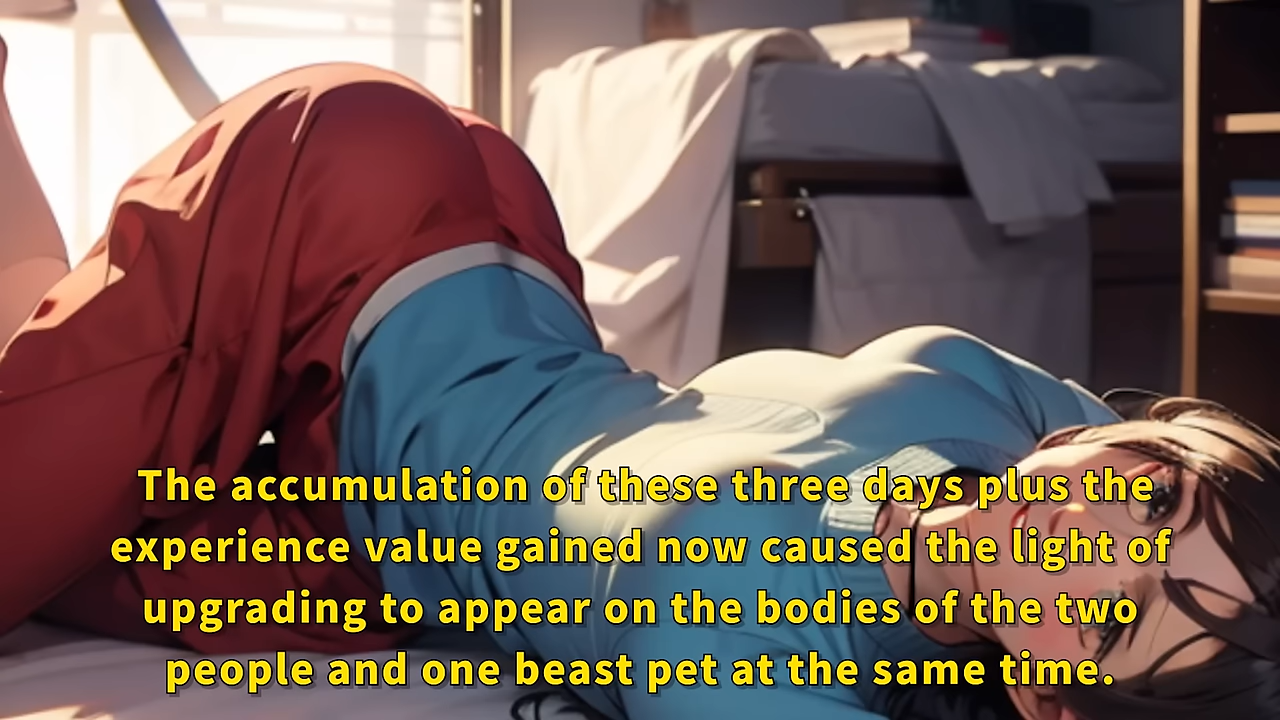 The accumulation of these three days plus the
experience value gained now caused the light of
upgrading to appear on the bodies of the two
people and one beast pet at the same time.